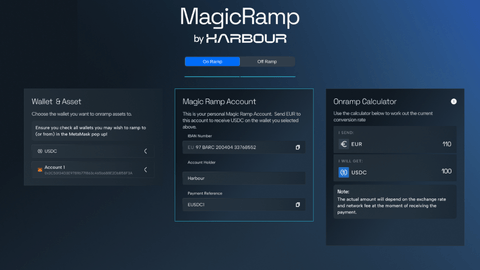 MagicRamp
by HARBOUR
On Ramp
Off Ramp
Wallet & Asset
Choose the wallet you want to onramp assets to.
Ensure you check all wallets you may wish to ramp
(to or from) in the MetaMask pop up!
USDC
Account 1
Magic Ramp Account
This is your personal Magic Ramp Account. Send EUR to
this account to receive USDC on the wallet you selected
above.
IBAN Number
EU 97 BARC 200404 33768552
Account Holder
Harbour
Payment Reference
EUSDC1
Onramp Calculator
Use the calculator below to work out the current
conversion rate
I SEND:
EUR
110
I WILL GET:
USDC
100
Note:
The actual amount will depend on the exchange rate
and network fee at the moment of receiving the
payment.